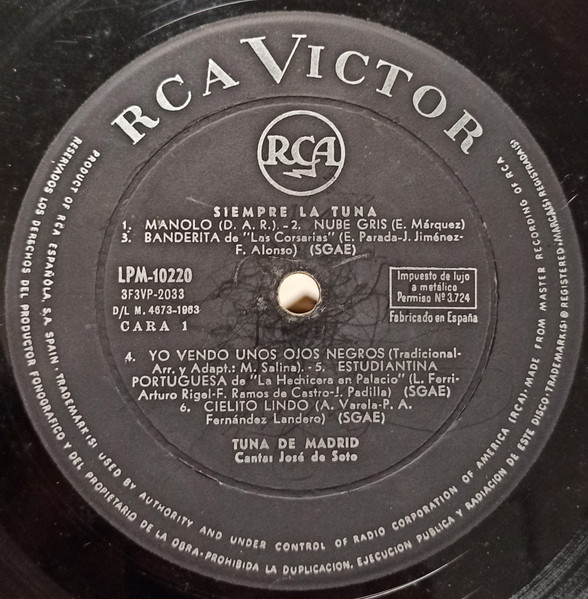 RCA VICTOR
RCA
SIEMPRE LA TUNA
1. MANOLO (D. A. R.).-2. NUBE GRIS (E. Márquez)
3. BANDERITA de "Las Corsarias" (E. Parada-J. Jiménez-
F. Alonso) (SGAE)
LPM-10220
3F3VP-2033
D/L M. 4673-1963
CARA 1
Impuesto de lujo
a metálico
Permiso Nº 3.724
Fabricado en España
4. YO VENDO UNOS OJOS NEGROS (Tradicional-
Arr. y Adapt.: M. Salina).-5. ESTUDIANTINA
PORTUGUESA de "La Hechicera en Palacio" (L. Ferri-
Arturo Rigel-F. Ramos de Castro-J. Padilla) (SGAE)
6. CIELITO LINDO (A. Varela-P. A.
Fernández Landero) (SGAE)
TUNA DE MADRID
Canta: José de Soto
PRODUCT OF RCA ESPAÑOLA, S.A. SPAIN.-TRADEMARK(S) USED BY AUTHORITY AND UNDER CONTROL OF RADIO CORPORATION OF AMERICA (RCA).-MADE FROM MASTER RECORDING OF RCA
RESERVADOS LOS DERECHOS DEL PRODUCTOR FONOGRAFICO Y DEL PROPIETARIO DE LA OBRA.-PROHIBIDA LA DUPLICACION, EJECUCION PUBLICA Y RADIACION DE ESTE DISCO.-TRADEMARK(S) ® REGISTERED.-MARCA(S) REGISTRADA(S)